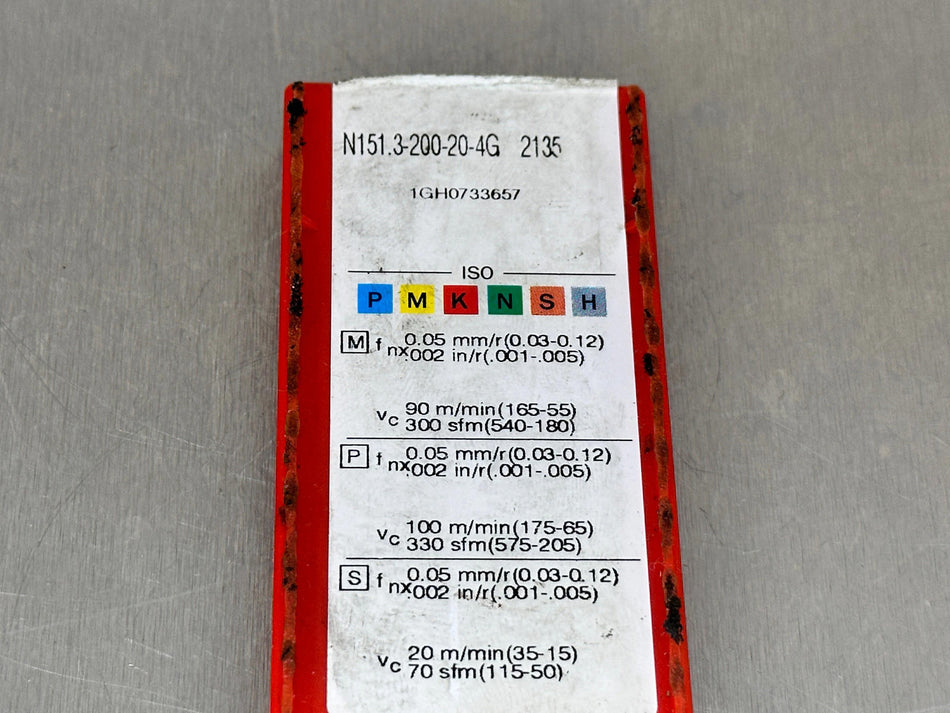 N151.3-200-20-4G 2135
1GH0733657
ISO
P M K N S H
M fnx 0.05 mm/r(0.03-0.12)
.002 in/r(.001-.005)
vc 90 m/min(165-55)
300 sfm(540-180)
P fnx 0.05 mm/r(0.03-0.12)
.002 in/r(.001-.005)
vc 100 m/min(175-65)
330 sfm(575-205)
S fnx 0.05 mm/r(0.03-0.12)
.002 in/r(.001-.005)
vc 20 m/min(35-15)
70 sfm(115-50)